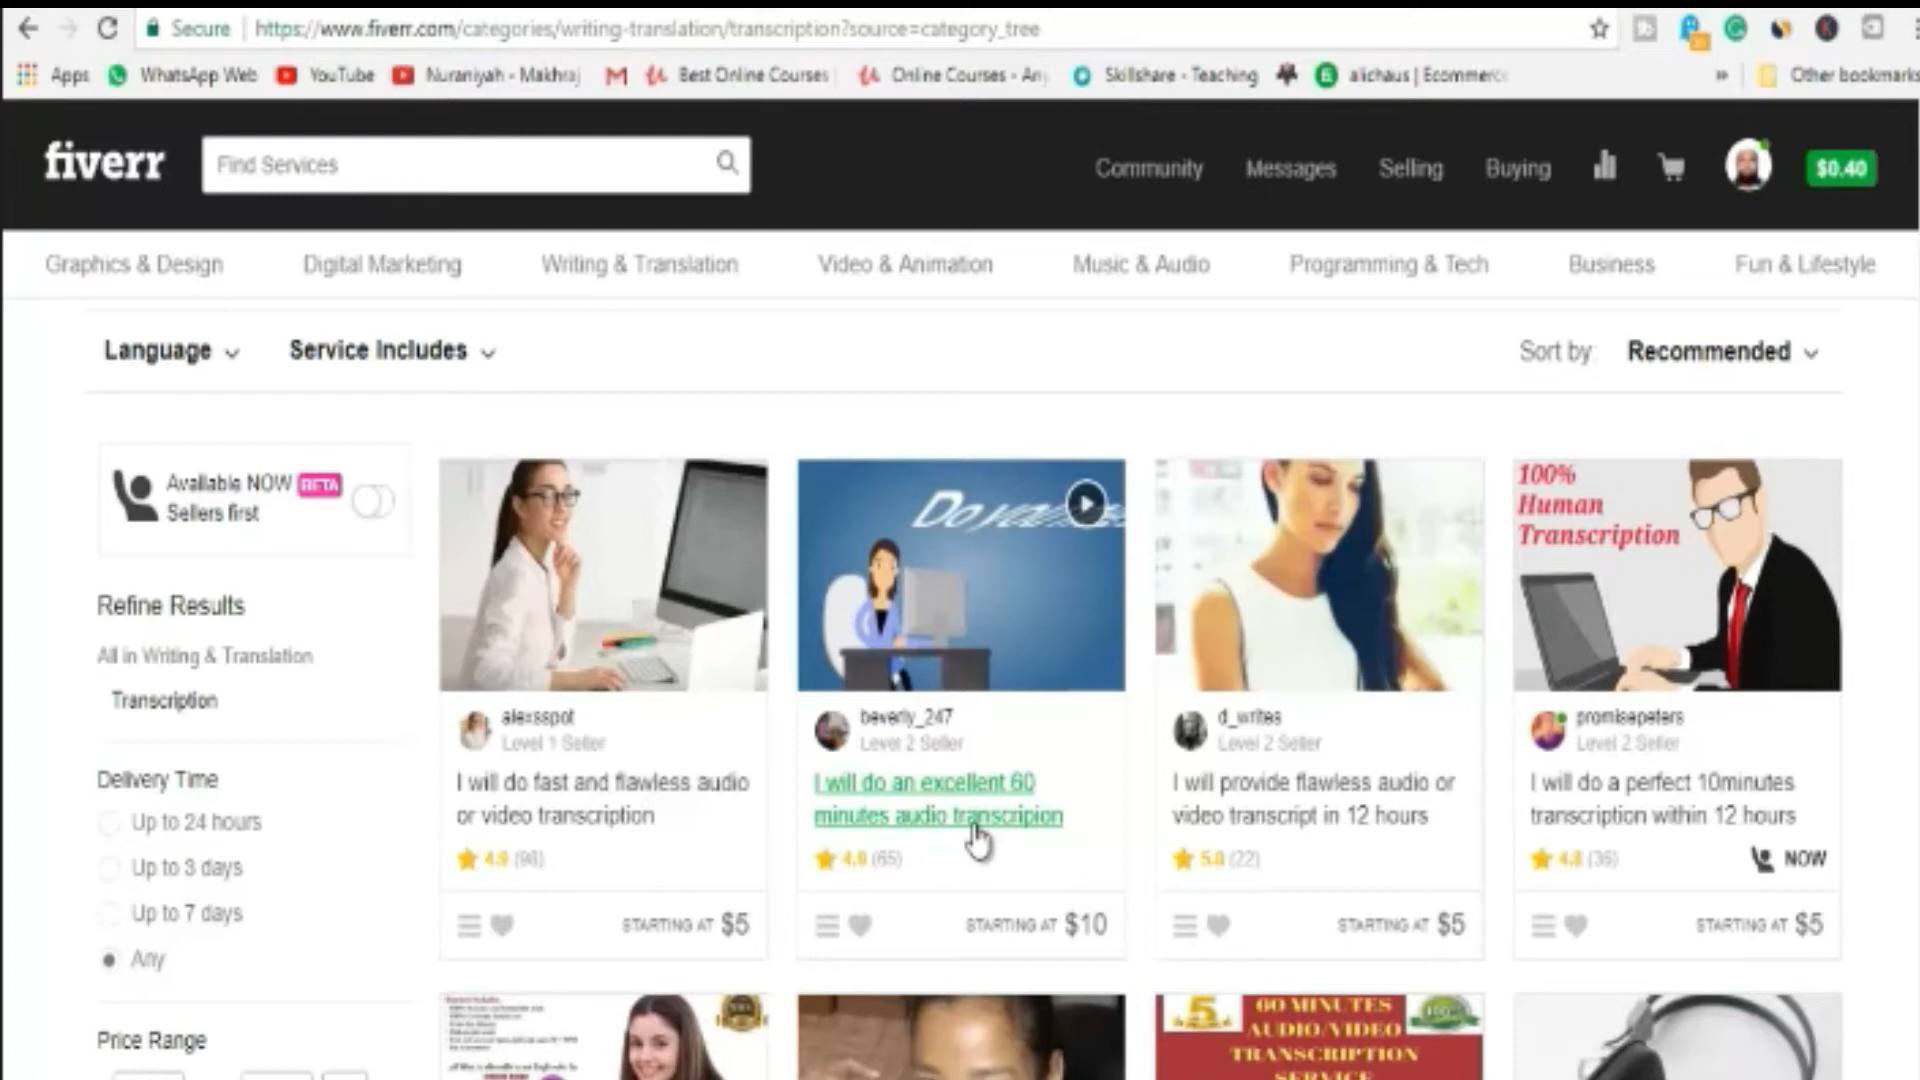 Secure https://www.fiverr.com/categories/writing-translation/transcription?source=category_tree
Apps WhatsApp Web YouTube Nuraniyah - Makhraj Best Online Courses Online Courses - An Skillshare - Teaching alichaus | Ecommerce » Other bookmarks
fiverr Find Services Community Messages Selling Buying $0.40
Graphics & Design Digital Marketing Writing & Translation Video & Animation Music & Audio Programming & Tech Business Fun & Lifestyle
Language Service Includes Sort by Recommended
Available NOW BETA
Sellers first
Refine Results
All in Writing & Translation
Transcription
Delivery Time
Up to 24 hours
Up to 3 days
Up to 7 days
Any
Price Range
alexsspot
Level 1 Seller
I will do fast and flawless audio
or video transcription
4.9 (98)
STARTING AT $5
Do
beverly_247
Level 2 Seller
I will do an excellent 60
minutes audio transcripion
(65)
STARTING AT $10
d_writes
Level 2 Seller
I will provide flawless audio or
video transcript in 12 hours
5.0 (22)
STARTING AT $5
100%
Human
Transcription
promisepeters
Level 2 Seller
I will do a perfect 10minutes
transcription within 12 hours
4.8 (36) NOW
STARTING AT $5
5
60 MINUTES
AUDIO/VIDEO
TRANSCRIPTION
SERVICE